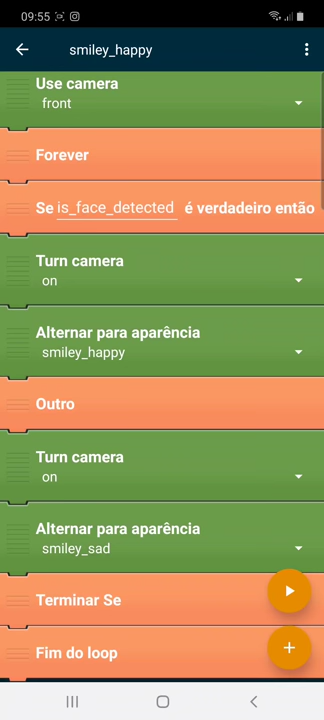 09:55
smiley_happy
Use camera
front
Forever
Se is_face_detected é verdadeiro então
Turn camera
on
Alternar para aparência
smiley_happy
Outro
Turn camera
on
Alternar para aparência
smiley_sad
Terminar Se
Fim do loop